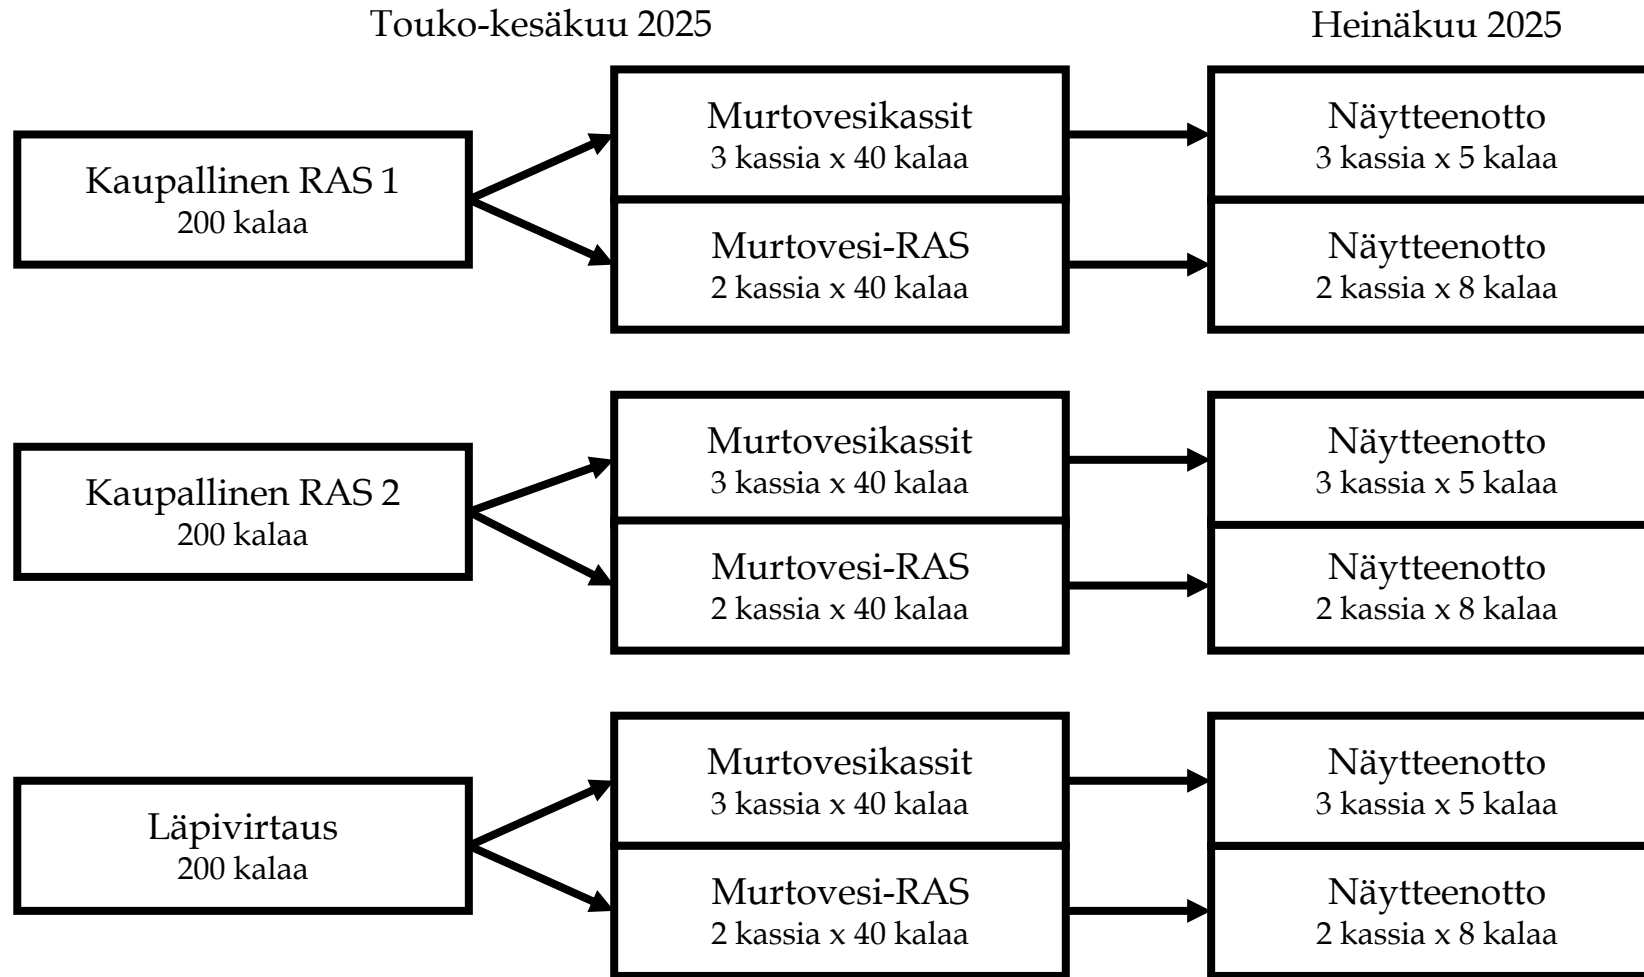 Touko-kesäkuu 2025
Heinäkuu 2025
Kaupallinen RAS 1
200 kalaa
Murtovesikassit
3 kassia x 40 kalaa
Murtovesi-RAS
2 kassia x 40 kalaa
Näytteenotto
3 kassia x 5 kalaa
Näytteenotto
2 kassia x 8 kalaa
Kaupallinen RAS 2
200 kalaa
Murtovesikassit
3 kassia x 40 kalaa
Murtovesi-RAS
2 kassia x 40 kalaa
Näytteenotto
3 kassia x 5 kalaa
Näytteenotto
2 kassia x 8 kalaa
Läpivirtaus
200 kalaa
Murtovesikassit
3 kassia x 40 kalaa
Murtovesi-RAS
2 kassia x 40 kalaa
Näytteenotto
3 kassia x 5 kalaa
Näytteenotto
2 kassia x 8 kalaa